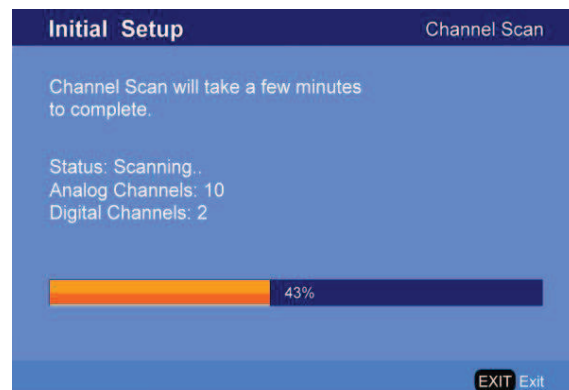 Initial Setup
Channel Scan
Channel Scan will take a few minutes
to complete.
Status: Scanning..
Analog Channels: 10
Digital Channels: 2
43%
EXIT Exit